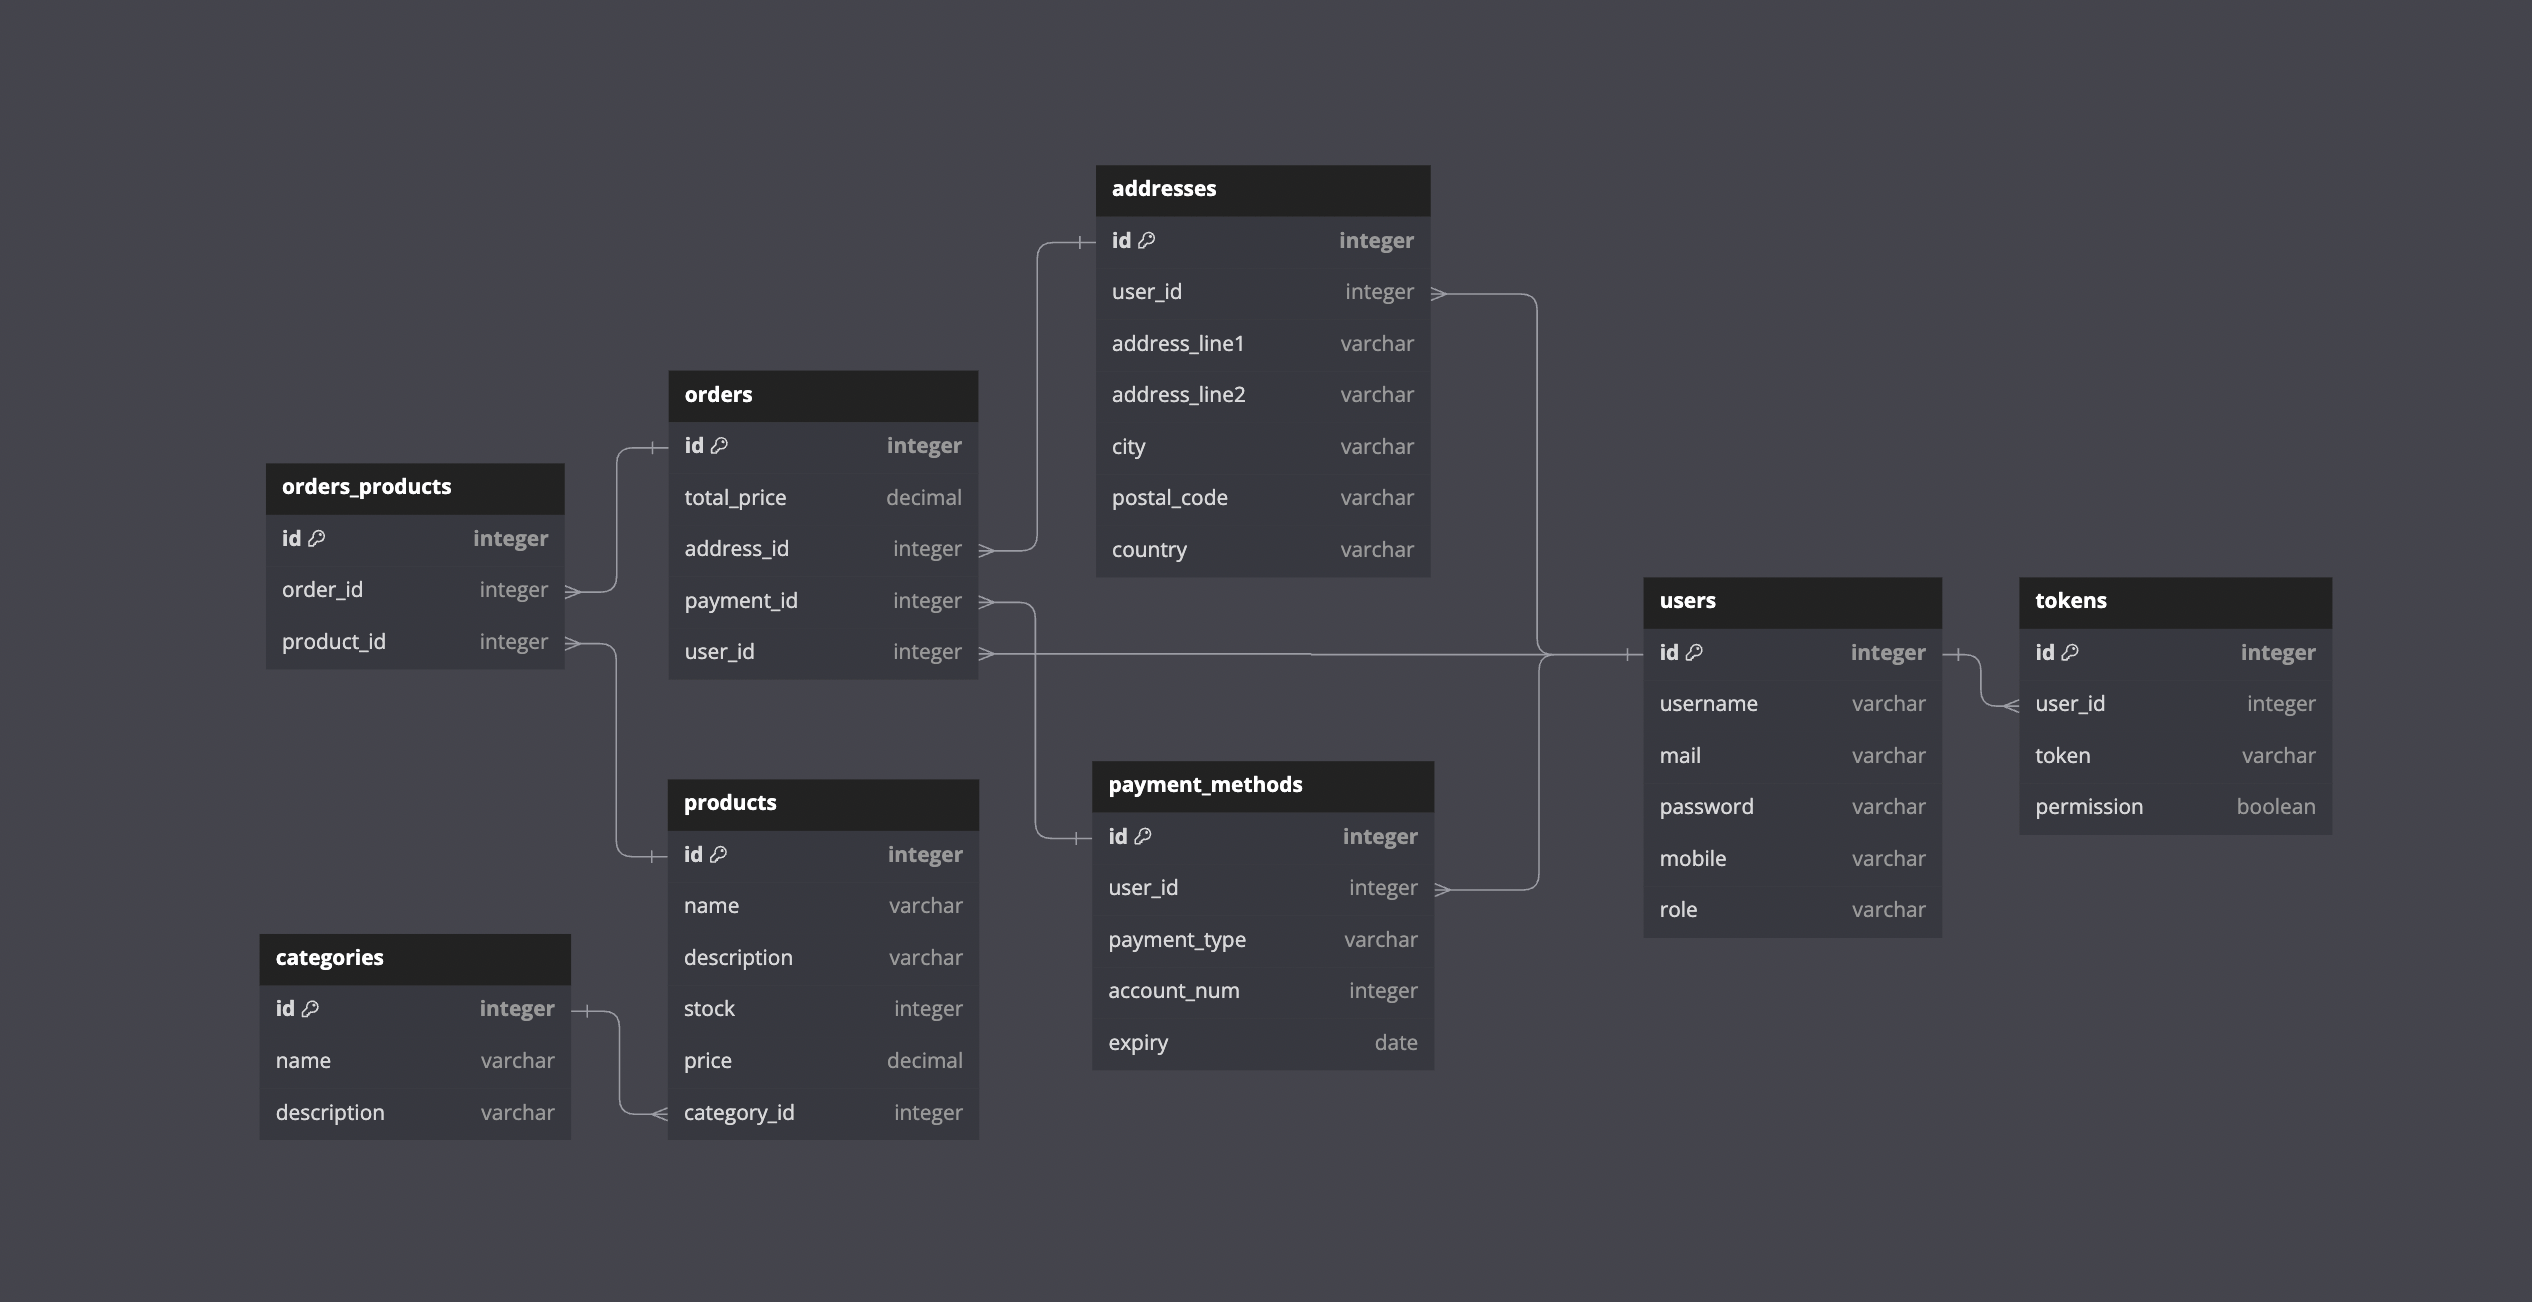 addresses
id integer
user_id integer
address_line1 varchar
address_line2 varchar
city varchar
postal_code varchar
country varchar
orders
id integer
total_price decimal
address_id integer
payment_id integer
user_id integer
orders_products
id integer
order_id integer
product_id integer
users
id integer
username varchar
mail varchar
password varchar
mobile varchar
role varchar
tokens
id integer
user_id integer
token varchar
permission boolean
payment_methods
id integer
user_id integer
payment_type varchar
account_num integer
expiry date
products
id integer
name varchar
description varchar
stock integer
price decimal
category_id integer
categories
id integer
name varchar
description varchar